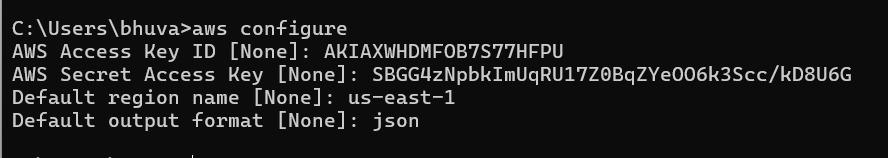 C:\Users\bhuva>aws configure
AWS Access Key ID [None]: AKIAXWHDMFOB7S77HFPU
AWS Secret Access Key [None]: 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
Default region name [None]: us-east-1
Default output format [None]: json